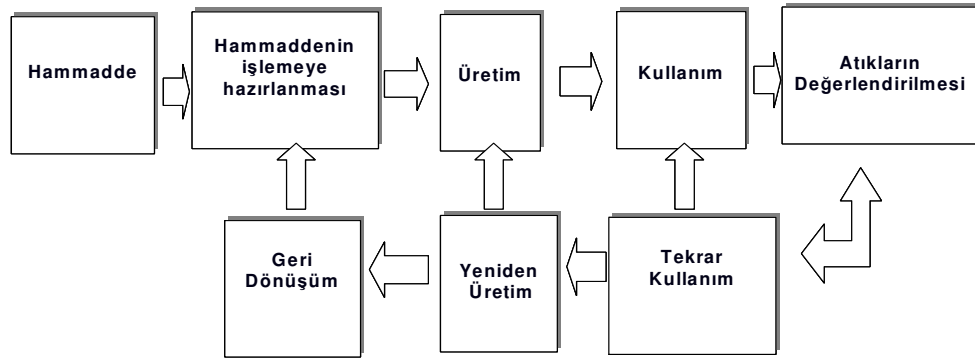 Hammadde
Hammaddenin
işlemeye
hazırlanması
Üretim
Kullanım
Atıkların
Değerlendirilmesi
Geri
Dönüşüm
Yeniden
Üretim
Tekrar
Kullanım